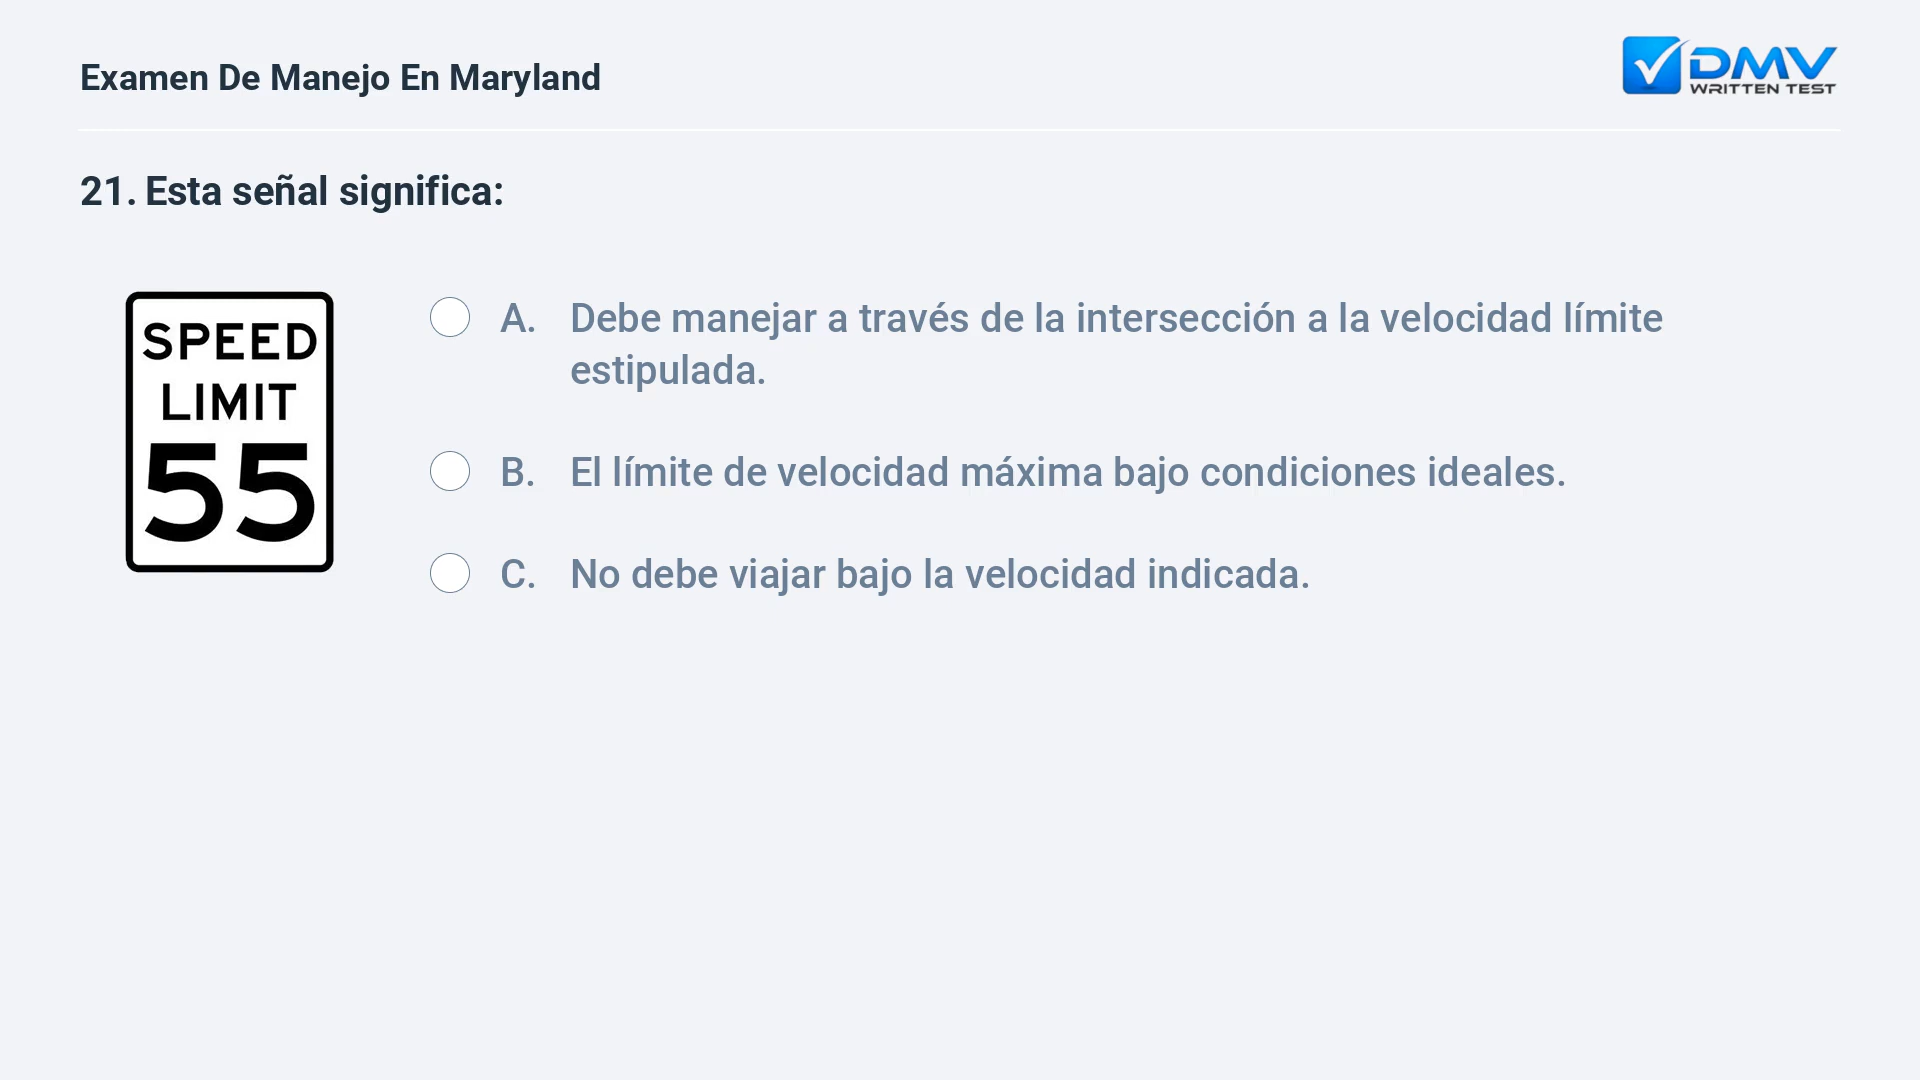 Examen De Manejo En Maryland
DMV
WRITTEN TEST
21. Esta señal significa:
SPEED
LIMIT
55
A. Debe manejar a través de la intersección a la velocidad límite
estipulada.
B. El límite de velocidad máxima bajo condiciones ideales.
C. No debe viajar bajo la velocidad indicada.